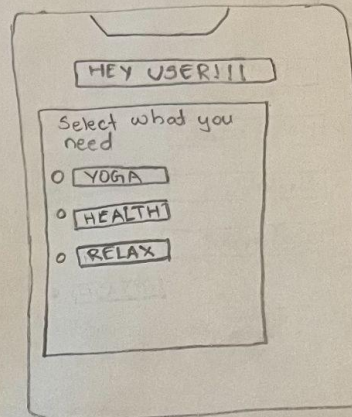 HEY USER!!!
Select what you
need
YOGA
HEALTH
RELAX